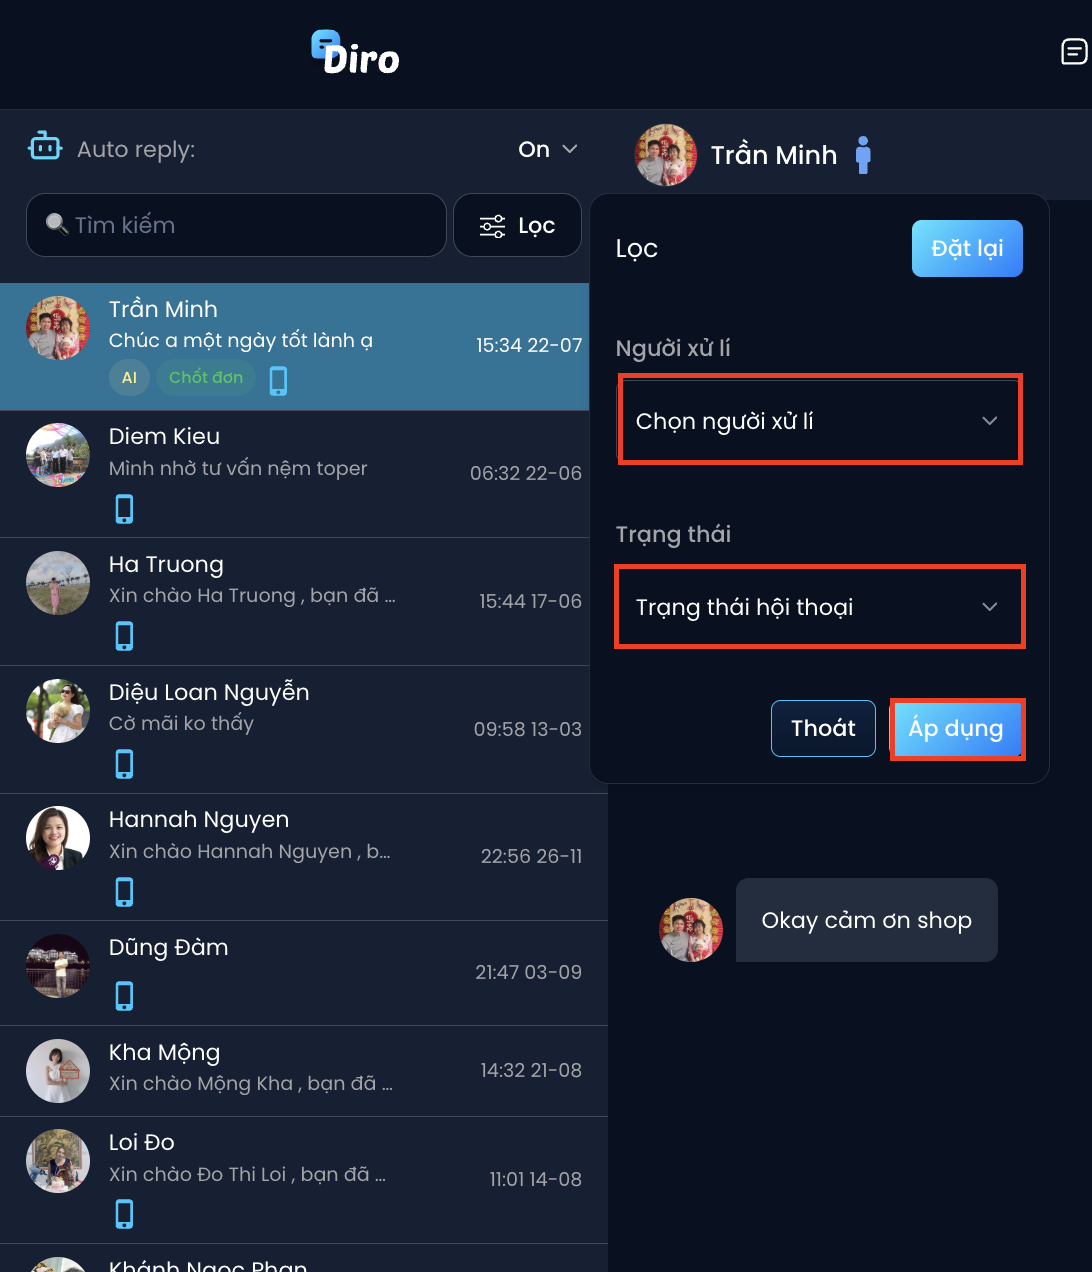 Diro
Auto reply:
On
Tìm kiếm
Lọc
Trần Minh
Chúc a một ngày tốt lành ạ
15:34 22-07
AI
Chốt đơn
Diem Kieu
Mình nhờ tư vấn nệm toper
06:32 22-06
Ha Truong
Xin chào Ha Truong , bạn đã ...
15:44 17-06
Diệu Loan Nguyễn
Cờ mãi ko thấy
09:58 13-03
Hannah Nguyen
Xin chào Hannah Nguyen , b...
22:56 26-11
Dũng Đàm
21:47 03-09
Kha Mộng
Xin chào Mộng Kha , bạn đã ...
14:32 21-08
Loi Đo
Xin chào Đo Thi Loi , bạn đã ...
11:01 14-08
Khánh Ngọc Phan
Trần Minh
Lọc
Đặt lại
Người xử lí
Chọn người xử lí
Trạng thái
Trạng thái hội thoại
Thoát
Áp dụng
Okay cảm ơn shop